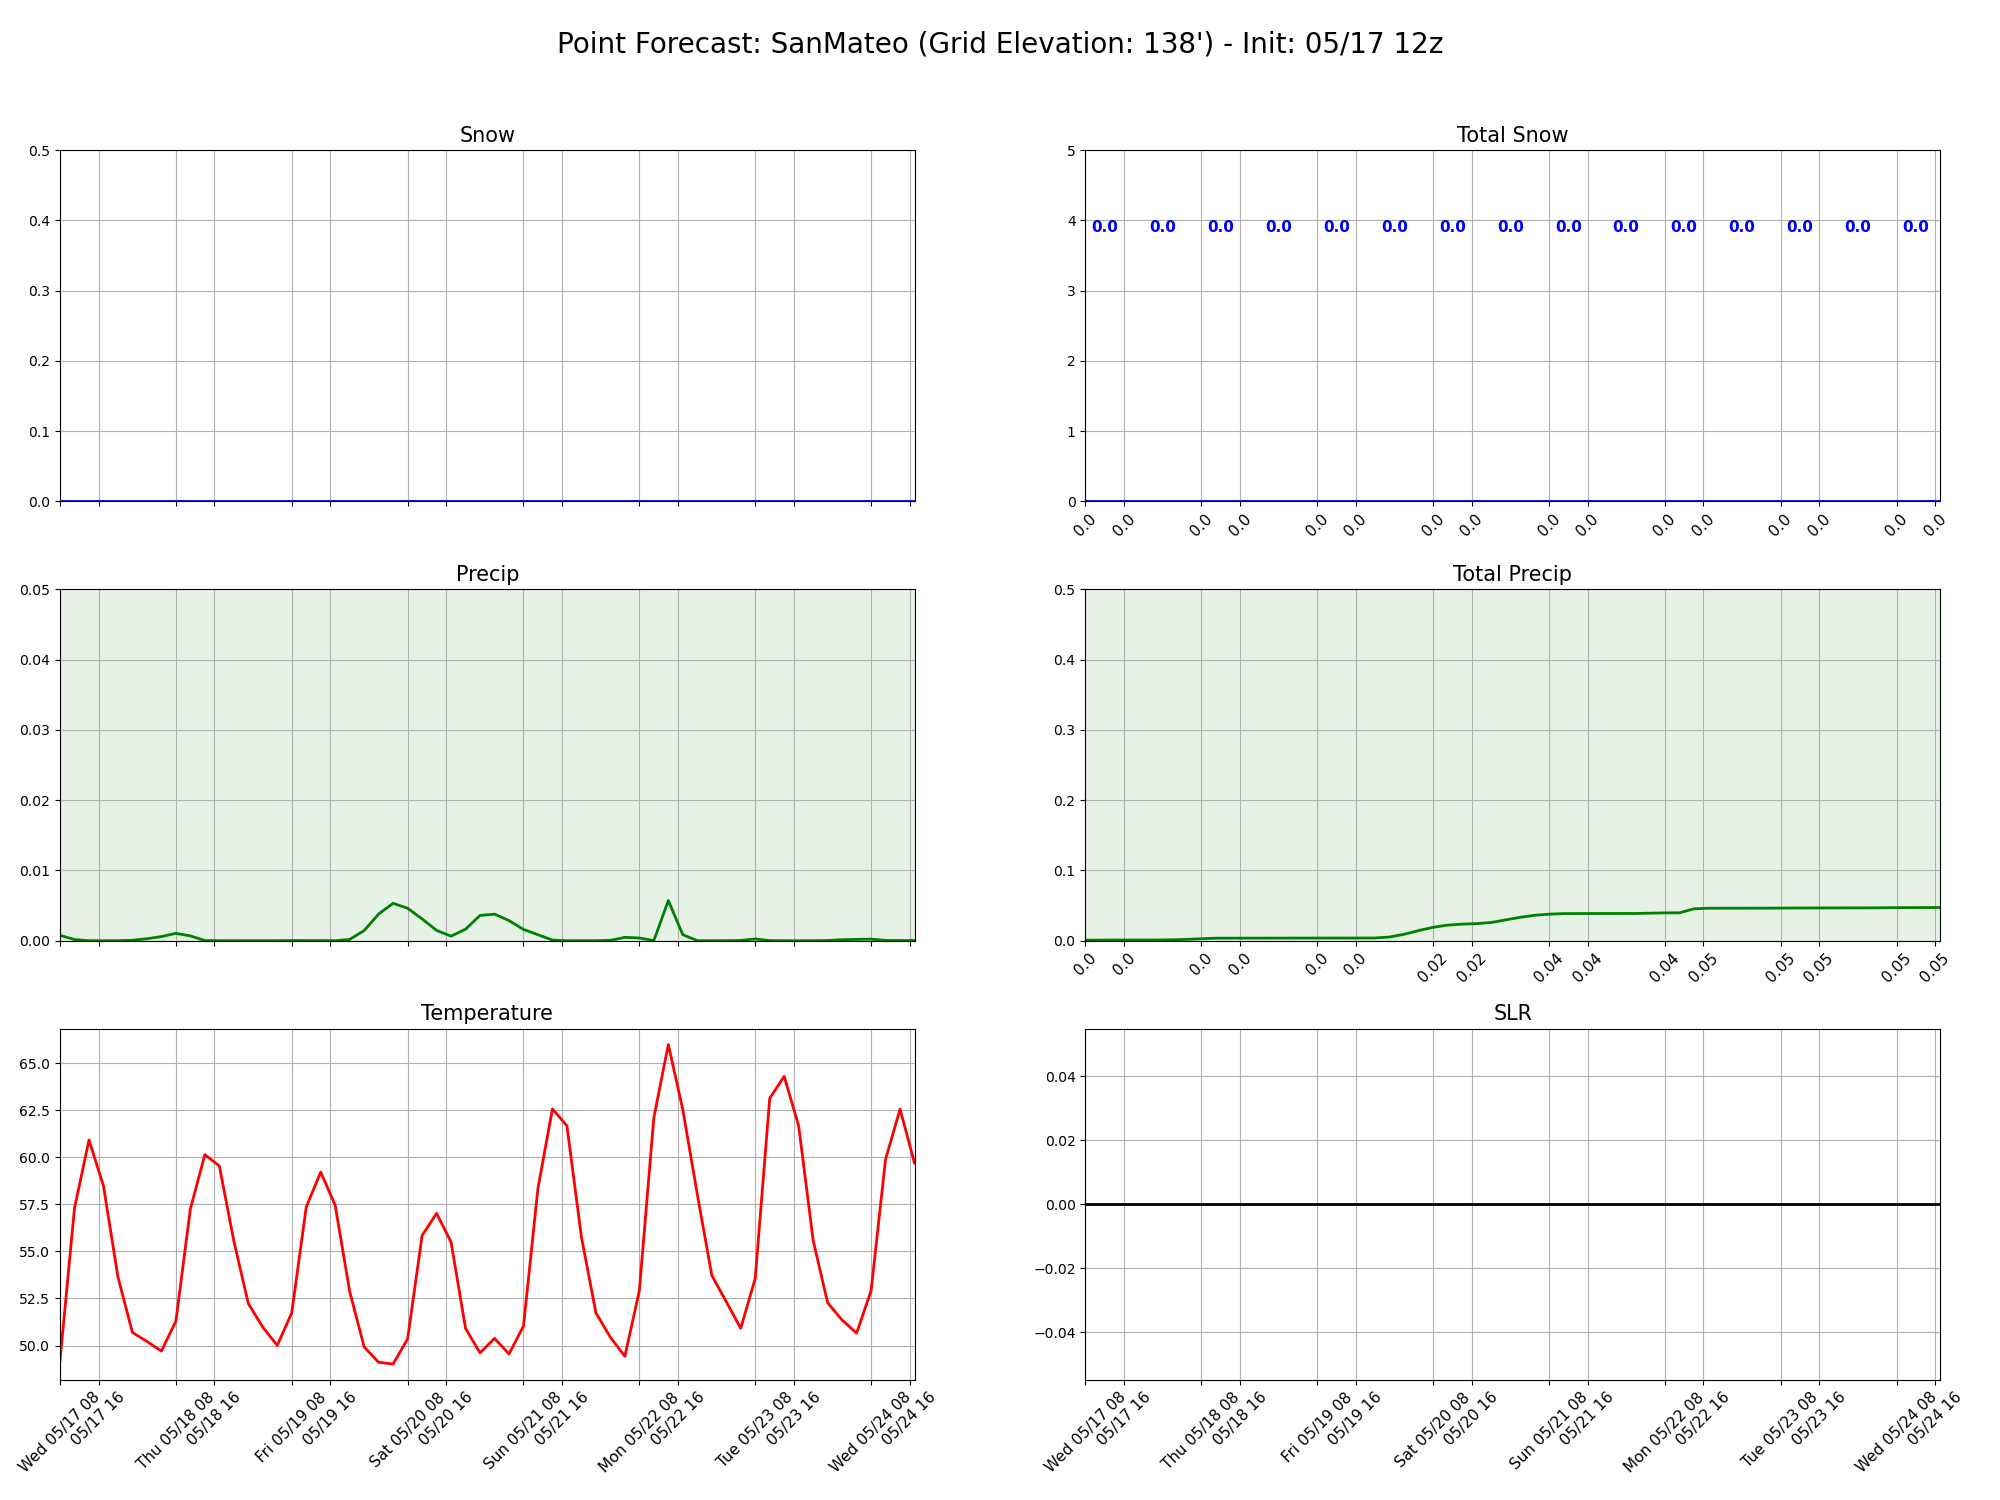 Point Forecast: SanMateo (Grid Elevation: 138') - Init: 05/17 12z
Snow
0.5
0.4
0.3
0.2
0.1
0.0
Total Snow
5
4
3
2
1
0
0.0 0.0 0.0 0.0 0.0 0.0 0.0 0.0 0.0 0.0 0.0 0.0 0.0 0.0 0.0
0.0 0.0 0.0 0.0 0.0 0.0 0.0 0.0 0.0 0.0 0.0 0.0 0.0 0.0 0.0 0.0
Precip
0.05
0.04
0.03
0.02
0.01
0.00
Total Precip
0.5
0.4
0.3
0.2
0.1
0.0
0.0 0.0 0.0 0.0 0.0 0.0 0.02 0.02 0.04 0.04 0.04 0.05 0.05 0.05 0.05 0.05
Temperature
65.0
62.5
60.0
57.5
55.0
52.5
50.0
Wed 05/17 08
05/17 16
Thu 05/18 08
05/18 16
Fri 05/19 08
05/19 16
Sat 05/20 08
05/20 16
Sun 05/21 08
05/21 16
Mon 05/22 08
05/22 16
Tue 05/23 08
05/23 16
Wed 05/24 08
05/24 16
SLR
0.04
0.02
0.00
−0.02
−0.04
Wed 05/17 08
05/17 16
Thu 05/18 08
05/18 16
Fri 05/19 08
05/19 16
Sat 05/20 08
05/20 16
Sun 05/21 08
05/21 16
Mon 05/22 08
05/22 16
Tue 05/23 08
05/23 16
Wed 05/24 08
05/24 16